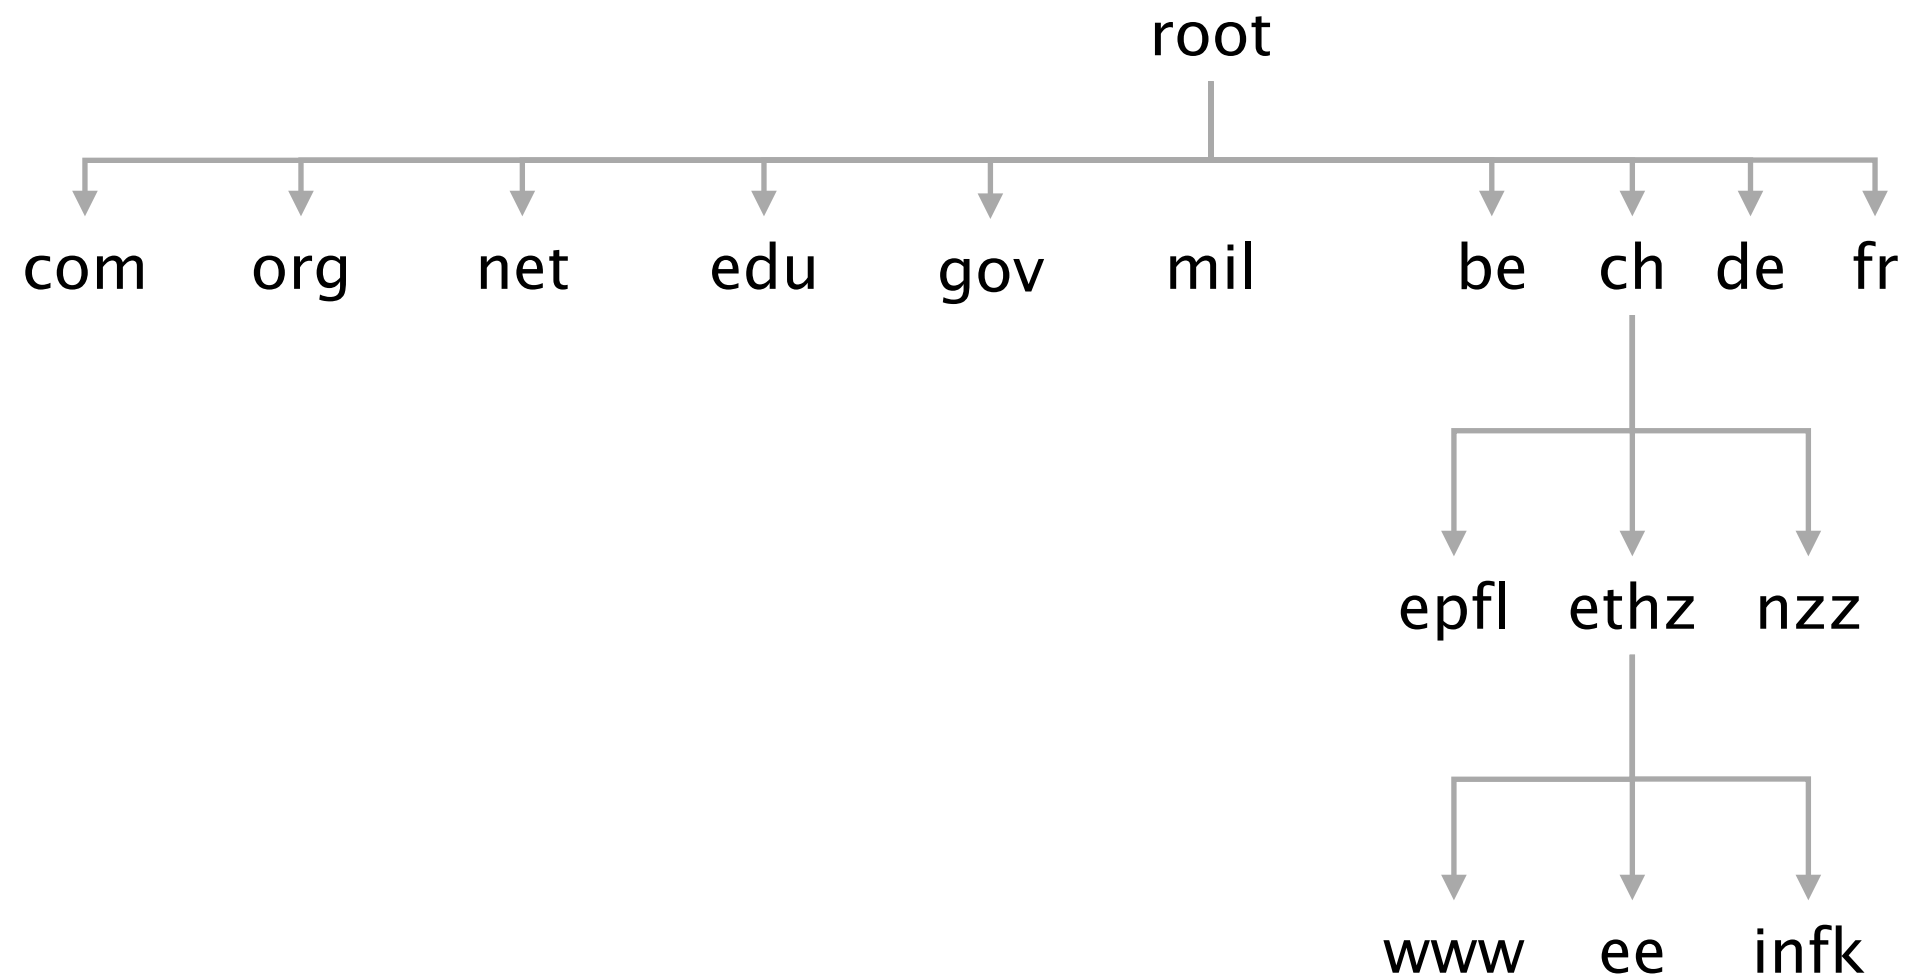 root
com org net edu gov mil be ch de fr
epfl ethz nzz
www ee infk